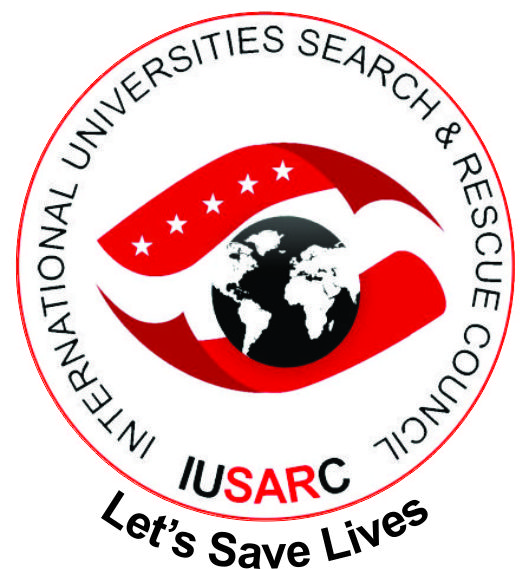 INTERNATIONAL UNIVERSITIES SEARCH & RESCUE COUNCIL
IUSARC
Let's Save Lives